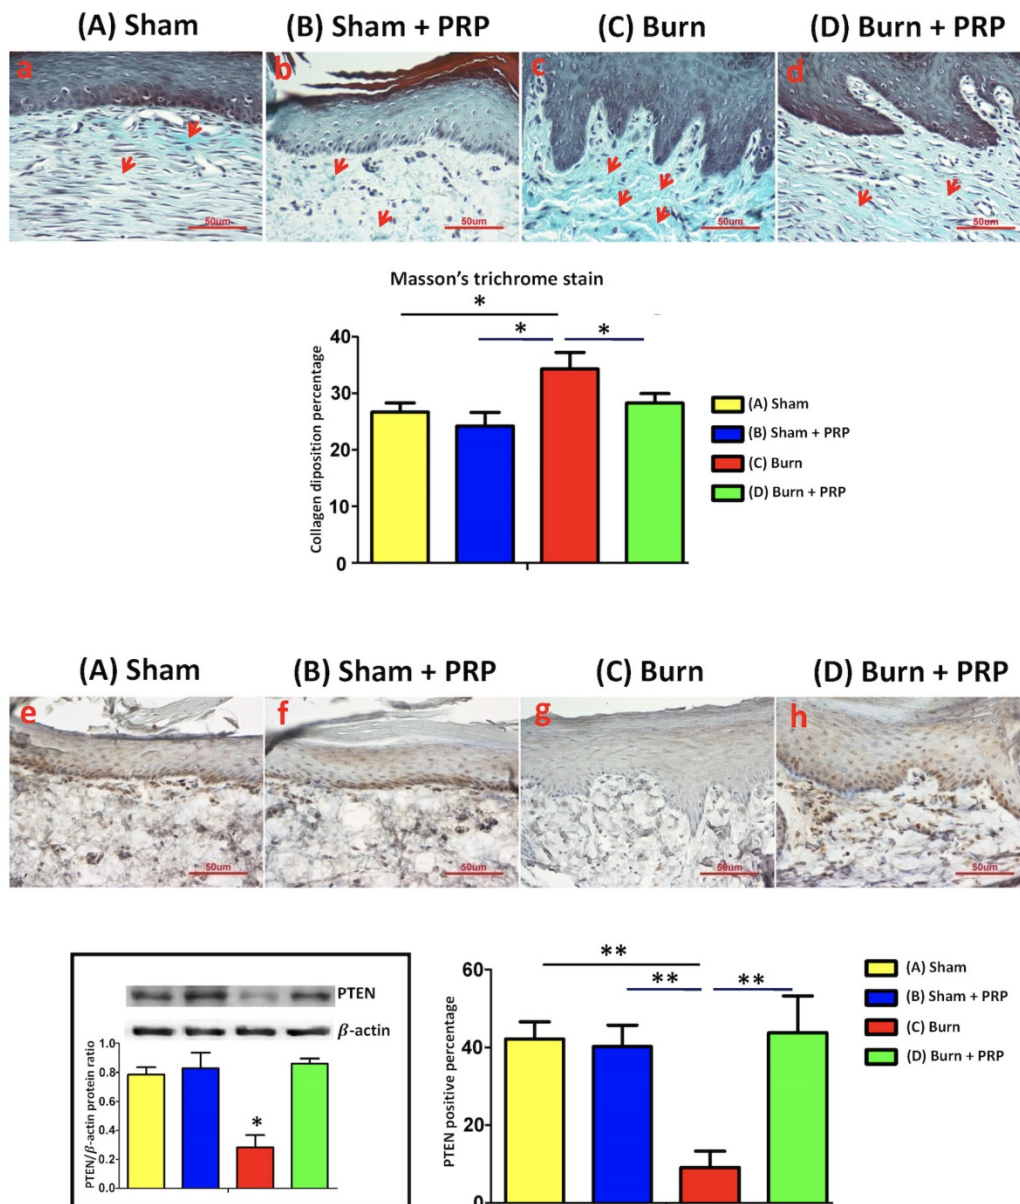 (A) Sham (B) Sham + PRP (C) Burn (D) Burn + PRP
a b c d
50um 50um 50um 50um
Masson's trichrome stain
* * *
Collagen diposition percentage
40
30
20
10
0
(A) Sham
(B) Sham + PRP
(C) Burn
(D) Burn + PRP
(A) Sham (B) Sham + PRP (C) Burn (D) Burn + PRP
e f g h
50um 50um 50um 50um
PTEN
β-actin
PTEN/β-actin protein ratio
1.0
0.8
0.6
0.4
0.2
0.0
*
** ** **
PTEN positive percentage
60
40
20
0
(A) Sham
(B) Sham + PRP
(C) Burn
(D) Burn + PRP